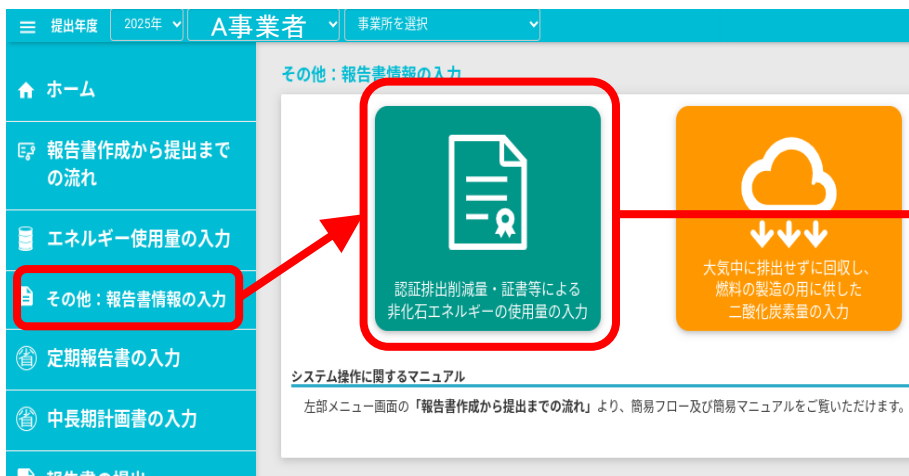 提出年度 2025年 A事業者 事業所を選択
ホーム
報告書作成から提出まで
の流れ
エネルギー使用量の入力
その他：報告書情報の入力
定期報告書の入力
中長期計画書の入力
報告書の提出
その他：報告書情報の入力
認証排出削減量・証書等による
非化石エネルギーの使用量の入力
大気中に排出せずに回収し、
燃料の製造の用に供した
二酸化炭素量の入力
システム操作に関するマニュアル
左部メニュー画面の「報告書作成から提出までの流れ」より、簡易フロー及び簡易マニュアルをご覧いただけます。